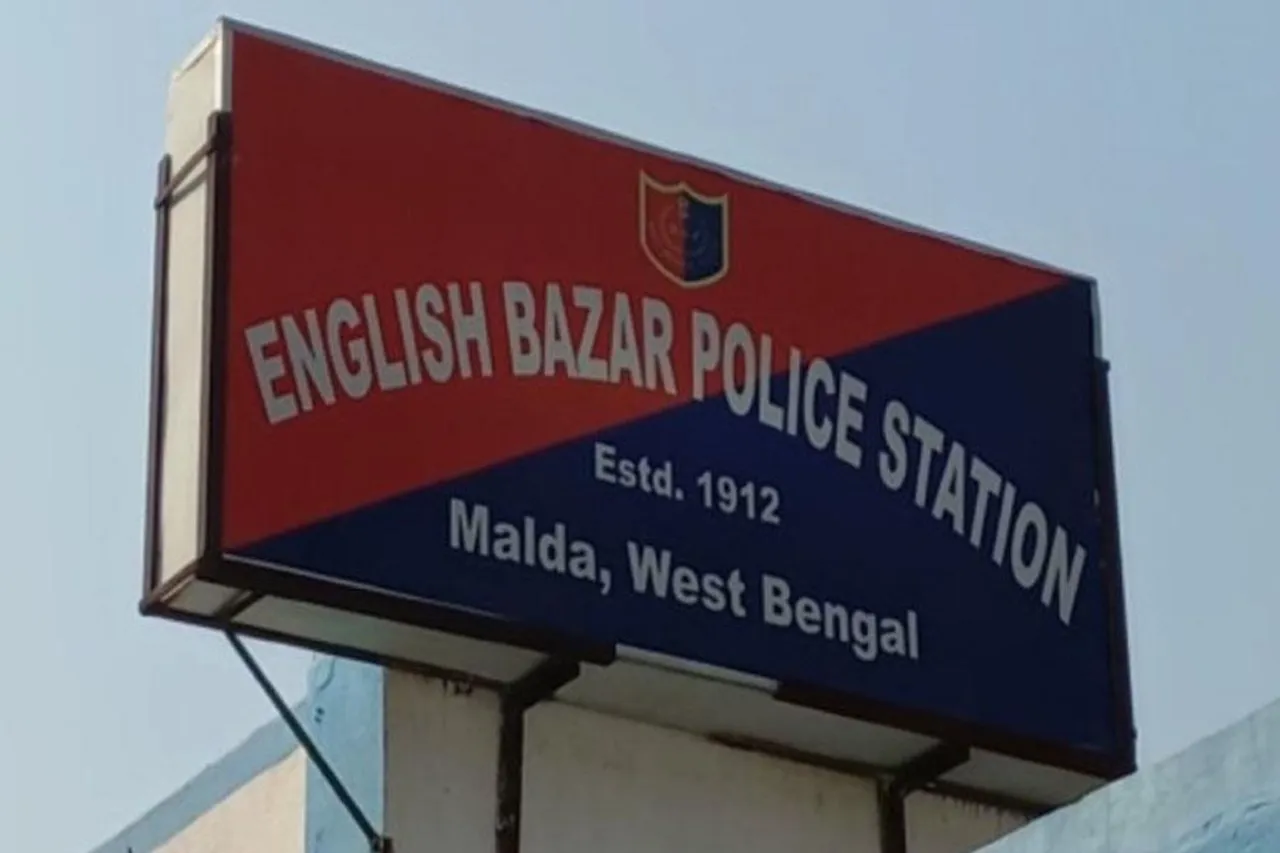 ENGLISH BAZAR POLICE STATION
Estd. 1912
Malda, West Bengal